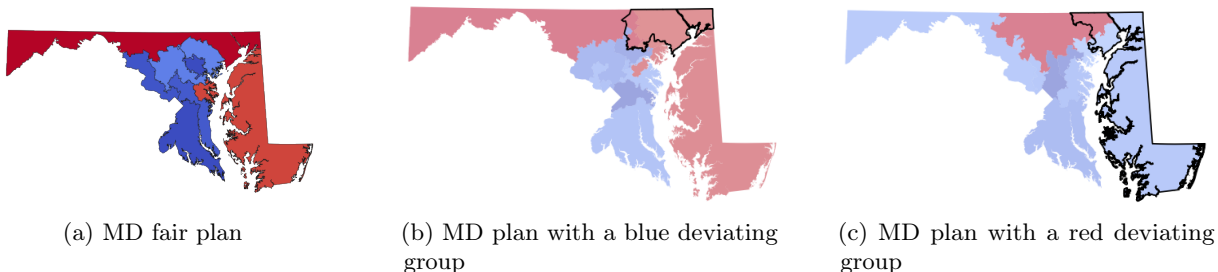 (a) MD fair plan
(b) MD plan with a blue deviating
group
(c) MD plan with a red deviating
group